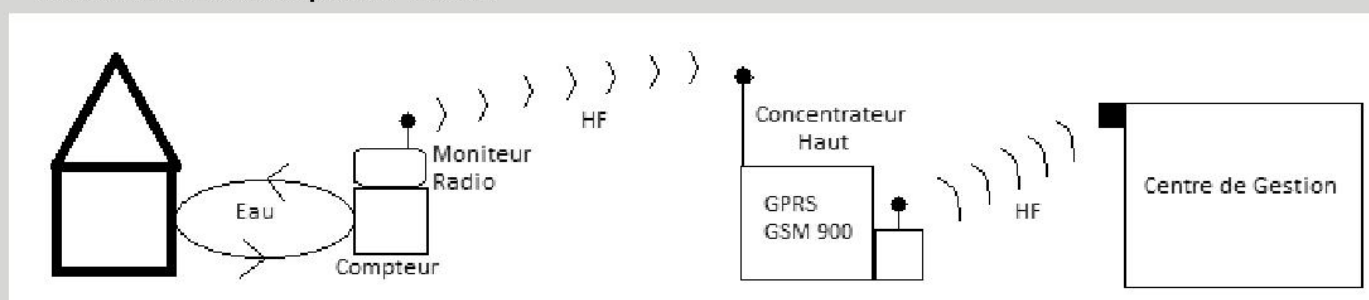 HF
Concentrateur
Haut
Moniteur
Radio
Eau
GPRS
GSM 900
HF
Centre de Gestion
Compteur